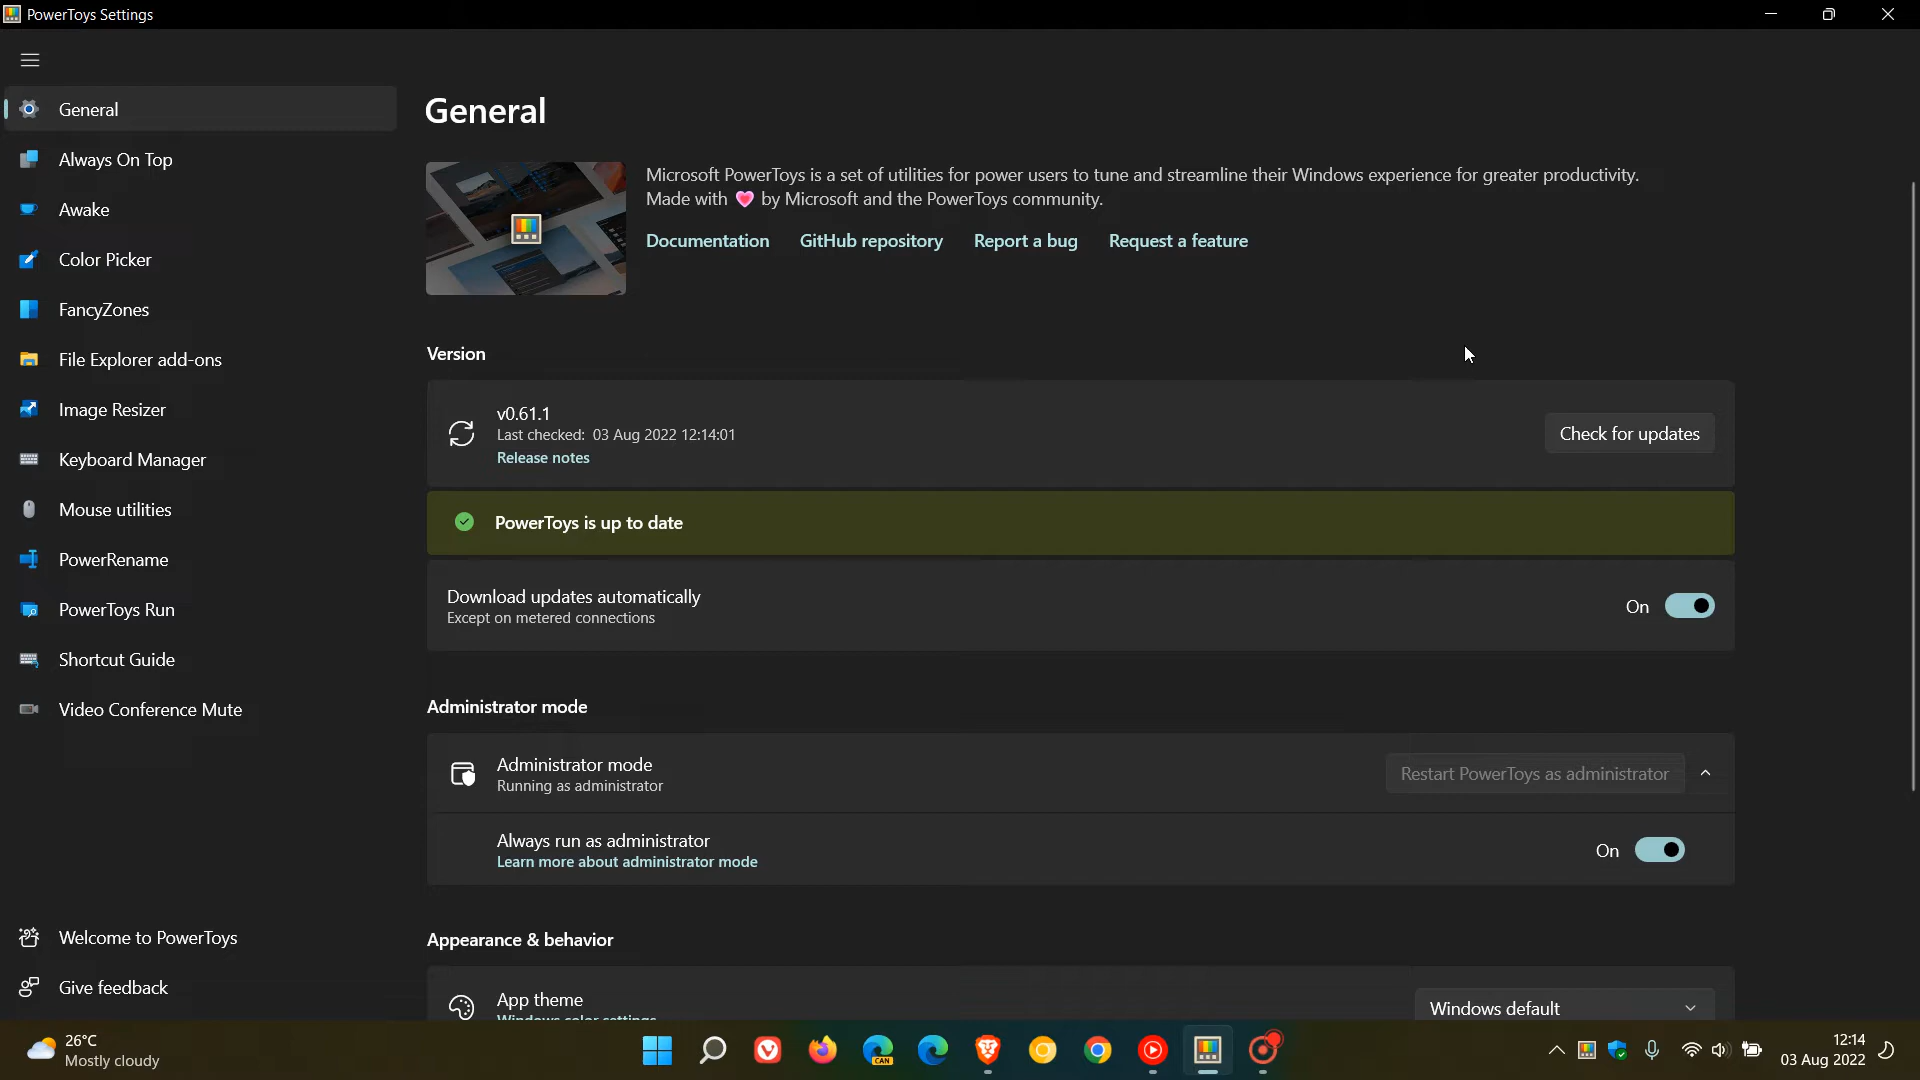 PowerToys Settings
General
Always On Top
Awake
Color Picker
FancyZones
File Explorer add-ons
Image Resizer
Keyboard Manager
Mouse utilities
PowerRename
PowerToys Run
Shortcut Guide
Video Conference Mute
Welcome to PowerToys
Give feedback
General
Microsoft PowerToys is a set of utilities for power users to tune and streamline their Windows experience for greater productivity.
Made with 💗 by Microsoft and the PowerToys community.
Documentation GitHub repository Report a bug Request a feature
Version
v0.61.1
Last checked: 03 Aug 2022 12:14:01
Release notes
Check for updates
PowerToys is up to date
Download updates automatically
Except on metered connections
On
Administrator mode
Administrator mode
Running as administrator
Restart PowerToys as administrator
Always run as administrator
Learn more about administrator mode
On
Appearance & behavior
App theme
Windows color settings
Windows default
26°C
Mostly cloudy
CAN
12:14
03 Aug 2022